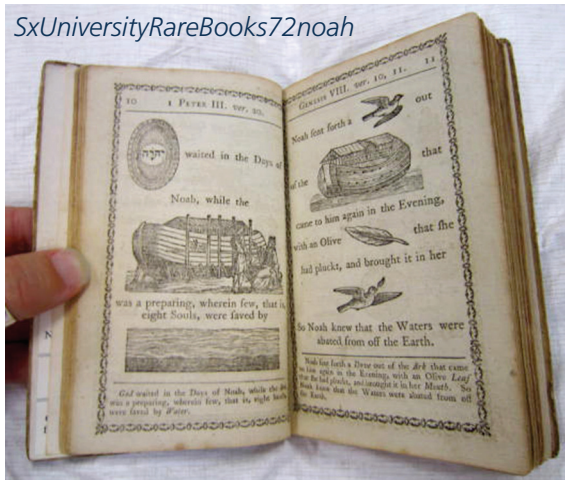 SxUniversityRareBooks72noah
10 1 PETER III. ver. 20.
יהוה waited in the Days of
Noah, while the
was a preparing, wherein few, that is,
eight Souls, were ſaved by
God waited in the Days of Noah, while the
was a preparing, wherein few, that is, eight Souls
were ſaved by Water.
GENESIS VIII. ver. 10, 11. 11
Noah ſent forth a out
of the that
came to him again in the Evening,
with an Olive that ſhe
had pluckt, and brought it in her
So Noah knew that the Waters were
abated from off the Earth.
Noah ſent forth a Dove out of the Ark that came
to him again in the Evening, with an Olive Leaf
ſhe had pluckt, and brought it in her Mouth. So
Noah knew that the Waters were abated from off
the Earth.